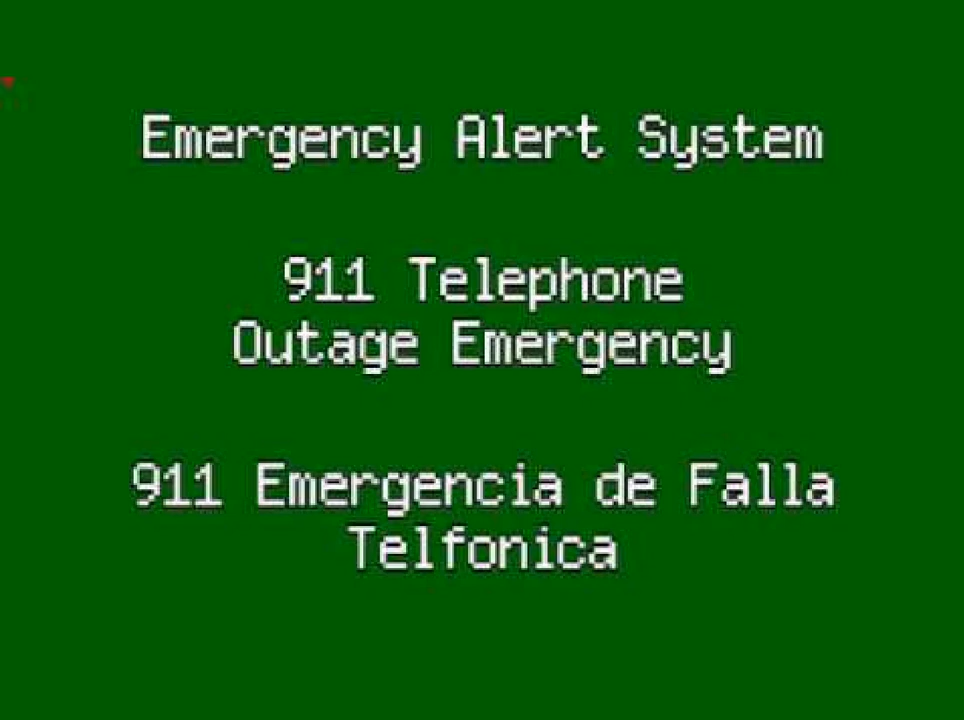 Emergency Alert System
911 Telephone
Outage Emergency
911 Emergencia de Falla
Telfonica